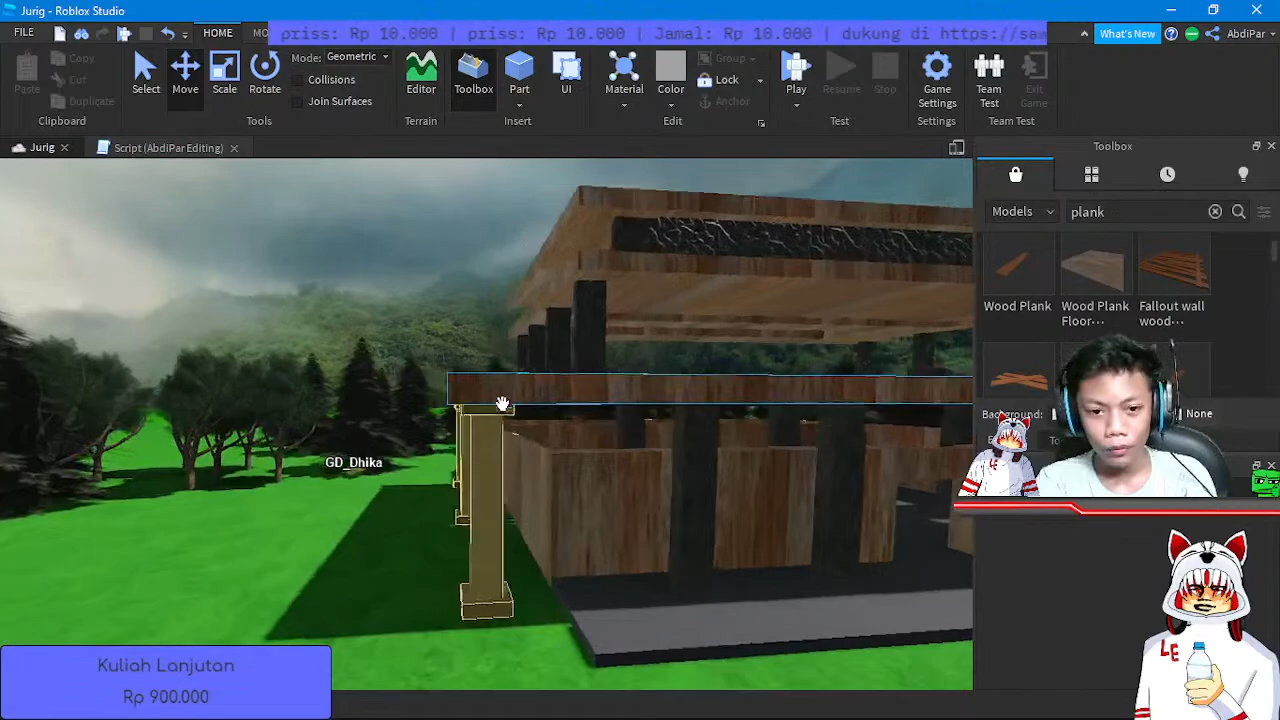 Jurig - Roblox Studio
FILE
HOME
MO
priss: Rp 10.000 | priss: Rp 10.000 | Jamal: Rp 10.000 | dukung di https://saw
What's New
AbdiPar
Paste
Copy
Cut
Duplicate
Clipboard
Select
Move
Scale
Rotate
Mode: Geometric
Collisions
Join Surfaces
Tools
Editor
Terrain
Toolbox
Part
UI
Insert
Material
Color
Group
Lock
Anchor
Edit
Play
Resume
Stop
Test
Game
Settings
Settings
Team
Test
Exit
Game
Team Test
Jurig
Script (AbdiParEditing)
Toolbox
Models
plank
Wood Plank
Wood Plank
Floor...
Fallout wall
wood...
Background:
None
GD_Dhika
LE
LE
Kuliah Lanjutan
Rp 900.000